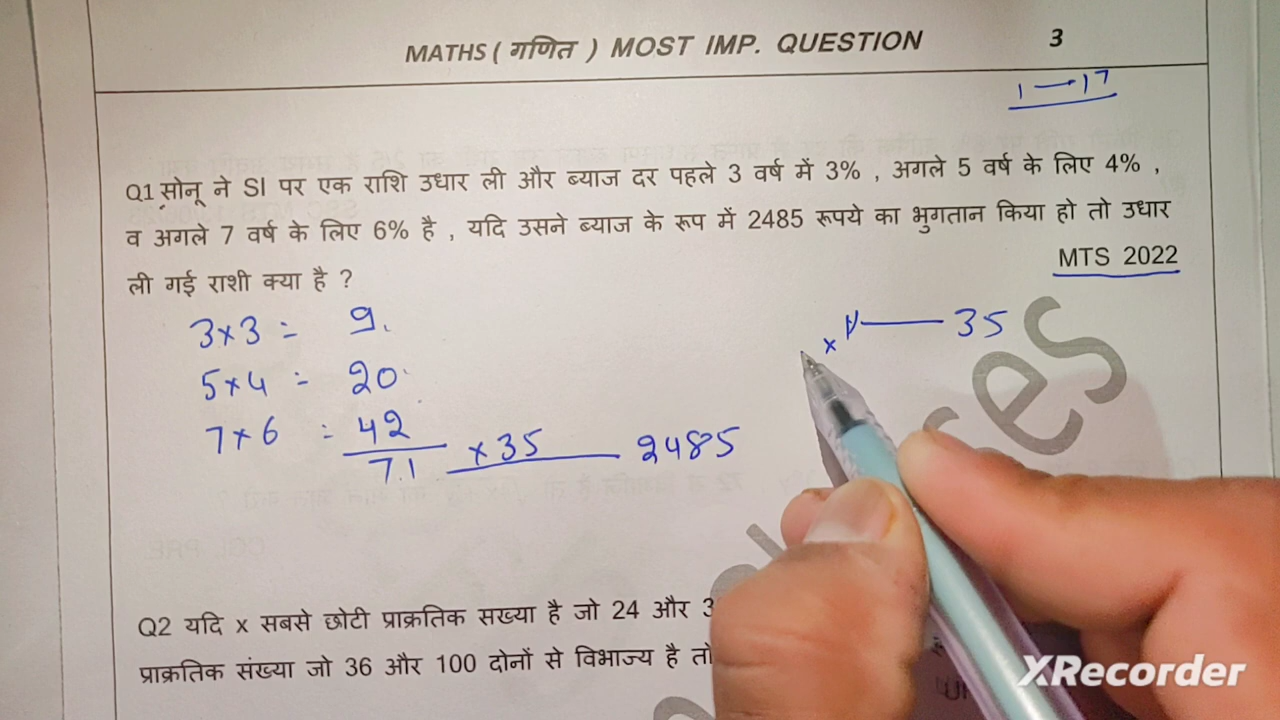 MATHS ( गणित ) MOST IMP. QUESTION 3
1 — 17
Q1 सोनू ने SI पर एक राशि उधार ली और ब्याज दर पहले 3 वर्ष में 3% , अगले 5 वर्ष के लिए 4% ,
व अगले 7 वर्ष के लिए 6% है , यदि उसने ब्याज के रूप में 2485 रूपये का भुगतान किया हो तो उधार
ली गई राशी क्या है ?
MTS 2022
3×3 = 9.
5×4 = 20
7×6 = 42
71 ×35 — 2485
× — 35
Q2 यदि x सबसे छोटी प्राक्रतिक सख्या है जो 24 और 3
प्राक्रतिक संख्या जो 36 और 100 दोनों से विभाज्य है तो
XRecorder